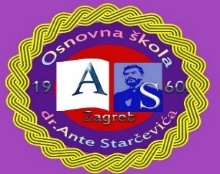 Osnovna škola
19 A S 60
Zagreb
dr.Ante Starčevića